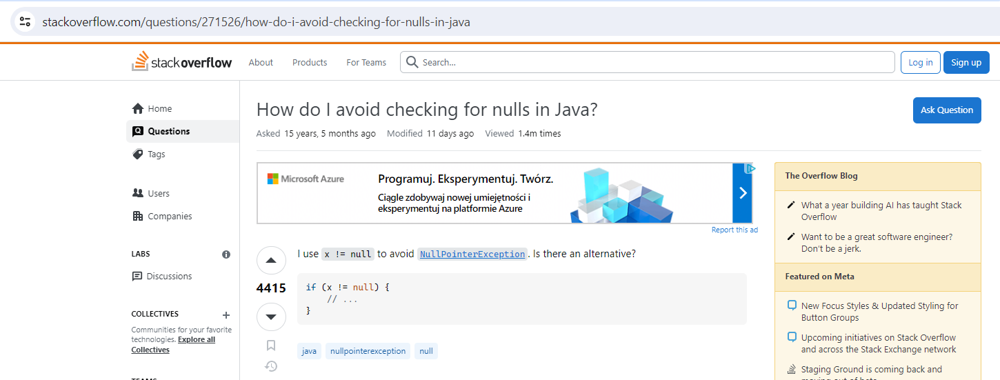 stackoverflow.com/questions/271526/how-do-i-avoid-checking-for-nulls-in-java
stackoverflow
About
Products
For Teams
Search...
Log in
Sign up
Home
Questions
Tags
Users
Companies
LABS
Discussions
COLLECTIVES
Communities for your favorite
technologies. Explore all
Collectives
How do I avoid checking for nulls in Java?
Ask Question
Asked 15 years, 5 months ago Modified 11 days ago Viewed 1.4m times
Microsoft Azure
Programuj. Eksperymentuj. Twórz.
Ciągle zdobywaj nowej umiejętności i
eksperymentuj na platformie Azure
Report this ad
4415
I use x != null to avoid NullPointerException. Is there an alternative?
if (x != null) {
// ...
}
java nullpointerexception null
The Overflow Blog
What a year building AI has taught Stack
Overflow
Want to be a great software engineer?
Don't be a jerk.
Featured on Meta
New Focus Styles & Updated Styling for
Button Groups
Upcoming initiatives on Stack Overflow
and across the Stack Exchange network
Staging Ground is coming back and